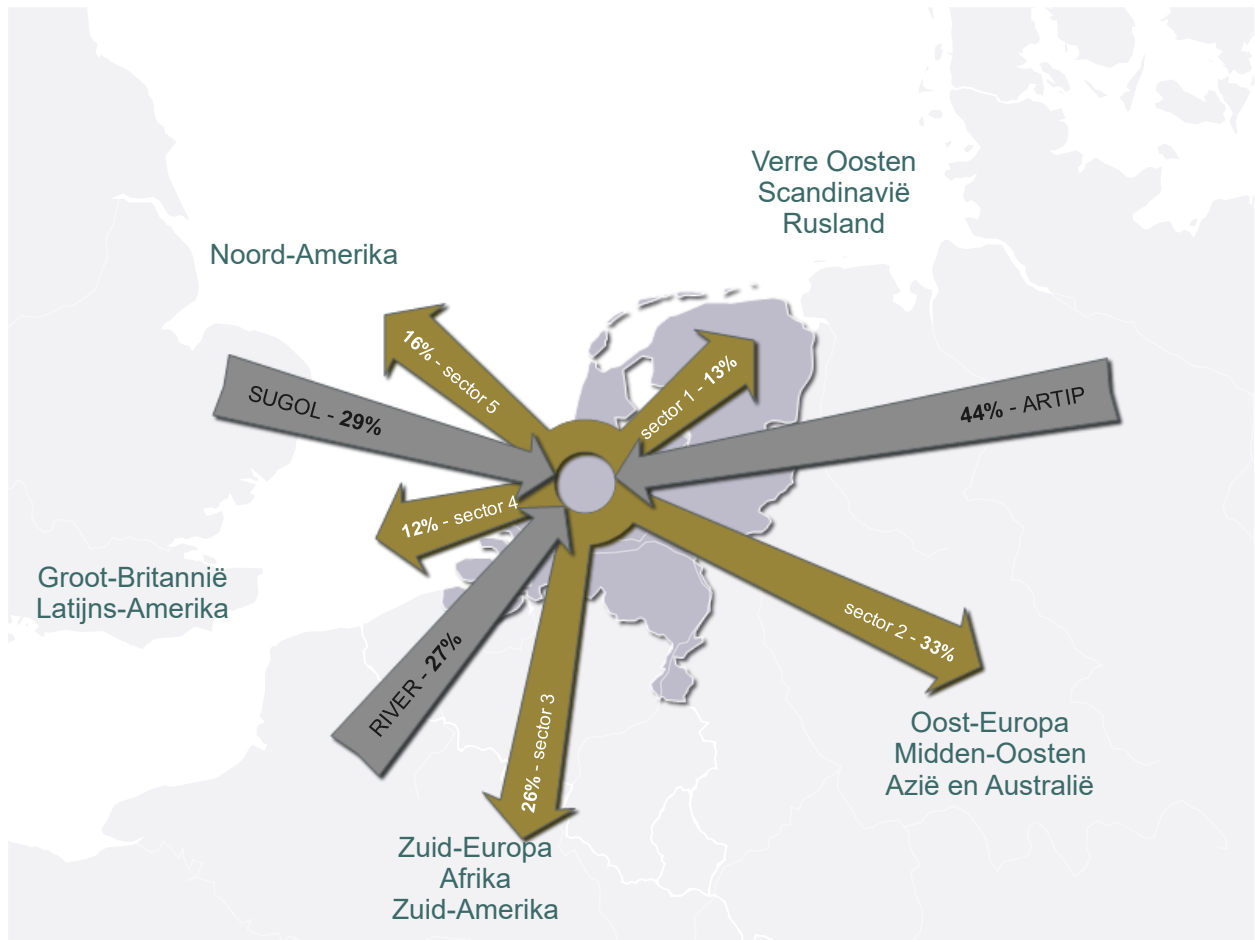 Verre Oosten
Scandinavië
Rusland
Noord-Amerika
16% - sector 5
sector 1 - 13%
SUGOL - 29%
44% - ARTIP
12% - sector 4
Groot-Britannië
Latijns-Amerika
sector 2 - 33%
RIVER - 27%
26% - sector 3
Oost-Europa
Midden-Oosten
Azië en Australië
Zuid-Europa
Afrika
Zuid-Amerika